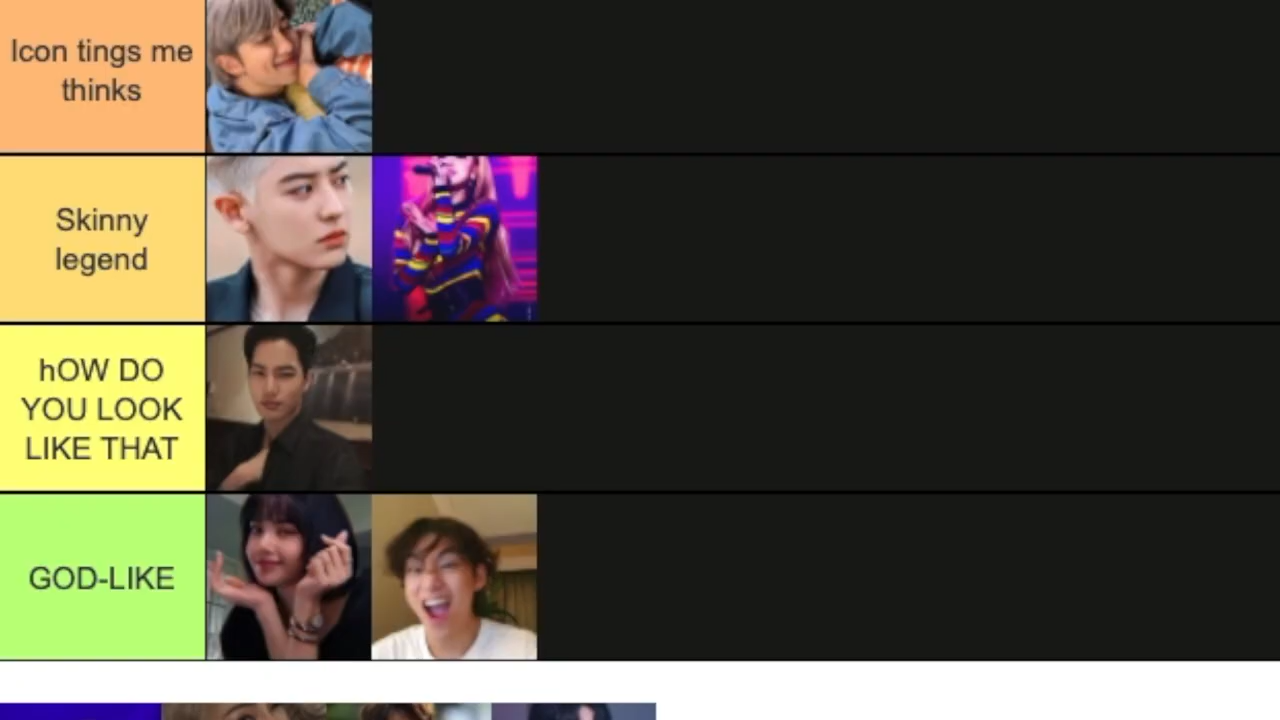 Icon tings me
thinks
Skinny
legend
hOW DO
YOU LOOK
LIKE THAT
GOD-LIKE